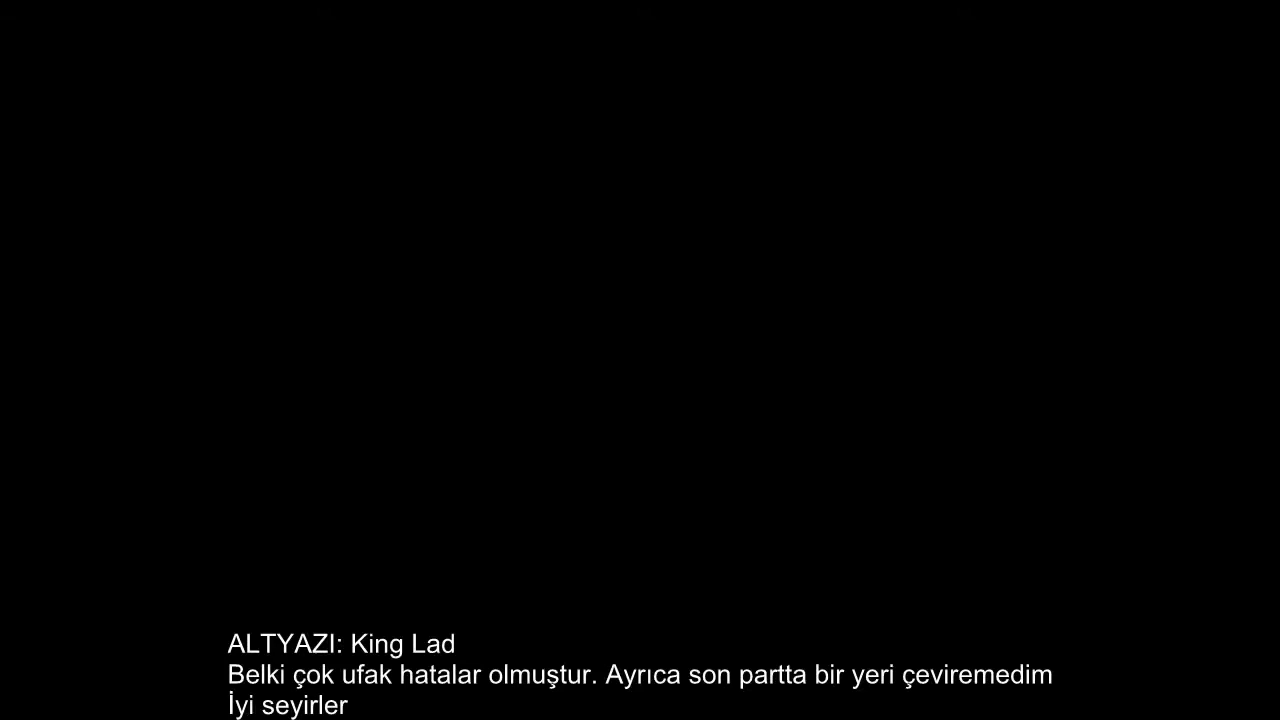 ALTYAZI: King Lad
Belki çok ufak hatalar olmuştur. Ayrıca son partta bir yeri çeviremedim
İyi seyirler